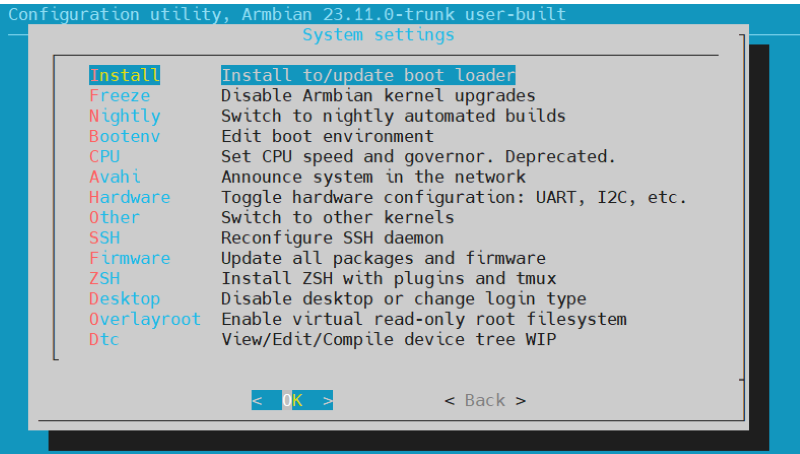 Configuration utility, Armbian 23.11.0-trunk user-built
System settings
Install Install to/update boot loader
Freeze Disable Armbian kernel upgrades
Nightly Switch to nightly automated builds
Bootenv Edit boot environment
CPU Set CPU speed and governor. Deprecated.
Avahi Announce system in the network
Hardware Toggle hardware configuration: UART, I2C, etc.
Other Switch to other kernels
SSH Reconfigure SSH daemon
Firmware Update all packages and firmware
ZSH Install ZSH with plugins and tmux
Desktop Disable desktop or change login type
Overlayroot Enable virtual read-only root filesystem
Dtc View/Edit/Compile device tree WIP
< OK > < Back >